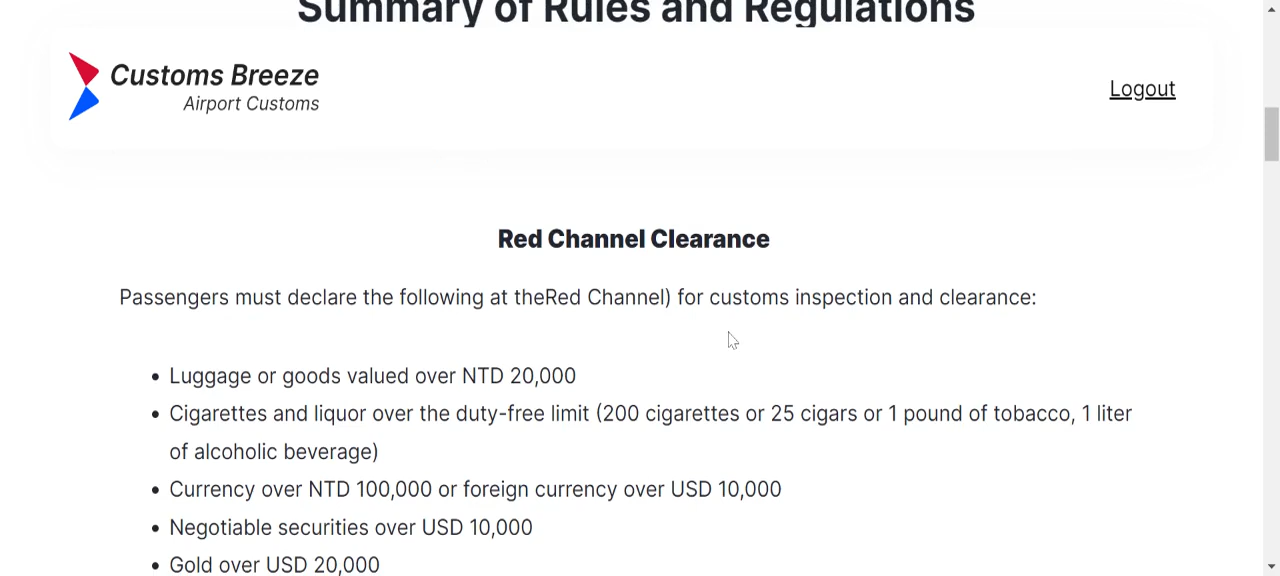 Summary of Rules and Regulations
Customs Breeze
Airport Customs
Logout
Red Channel Clearance
Passengers must declare the following at theRed Channel) for customs inspection and clearance:
• Luggage or goods valued over NTD 20,000
• Cigarettes and liquor over the duty-free limit (200 cigarettes or 25 cigars or 1 pound of tobacco, 1 liter
of alcoholic beverage)
• Currency over NTD 100,000 or foreign currency over USD 10,000
• Negotiable securities over USD 10,000
• Gold over USD 20,000